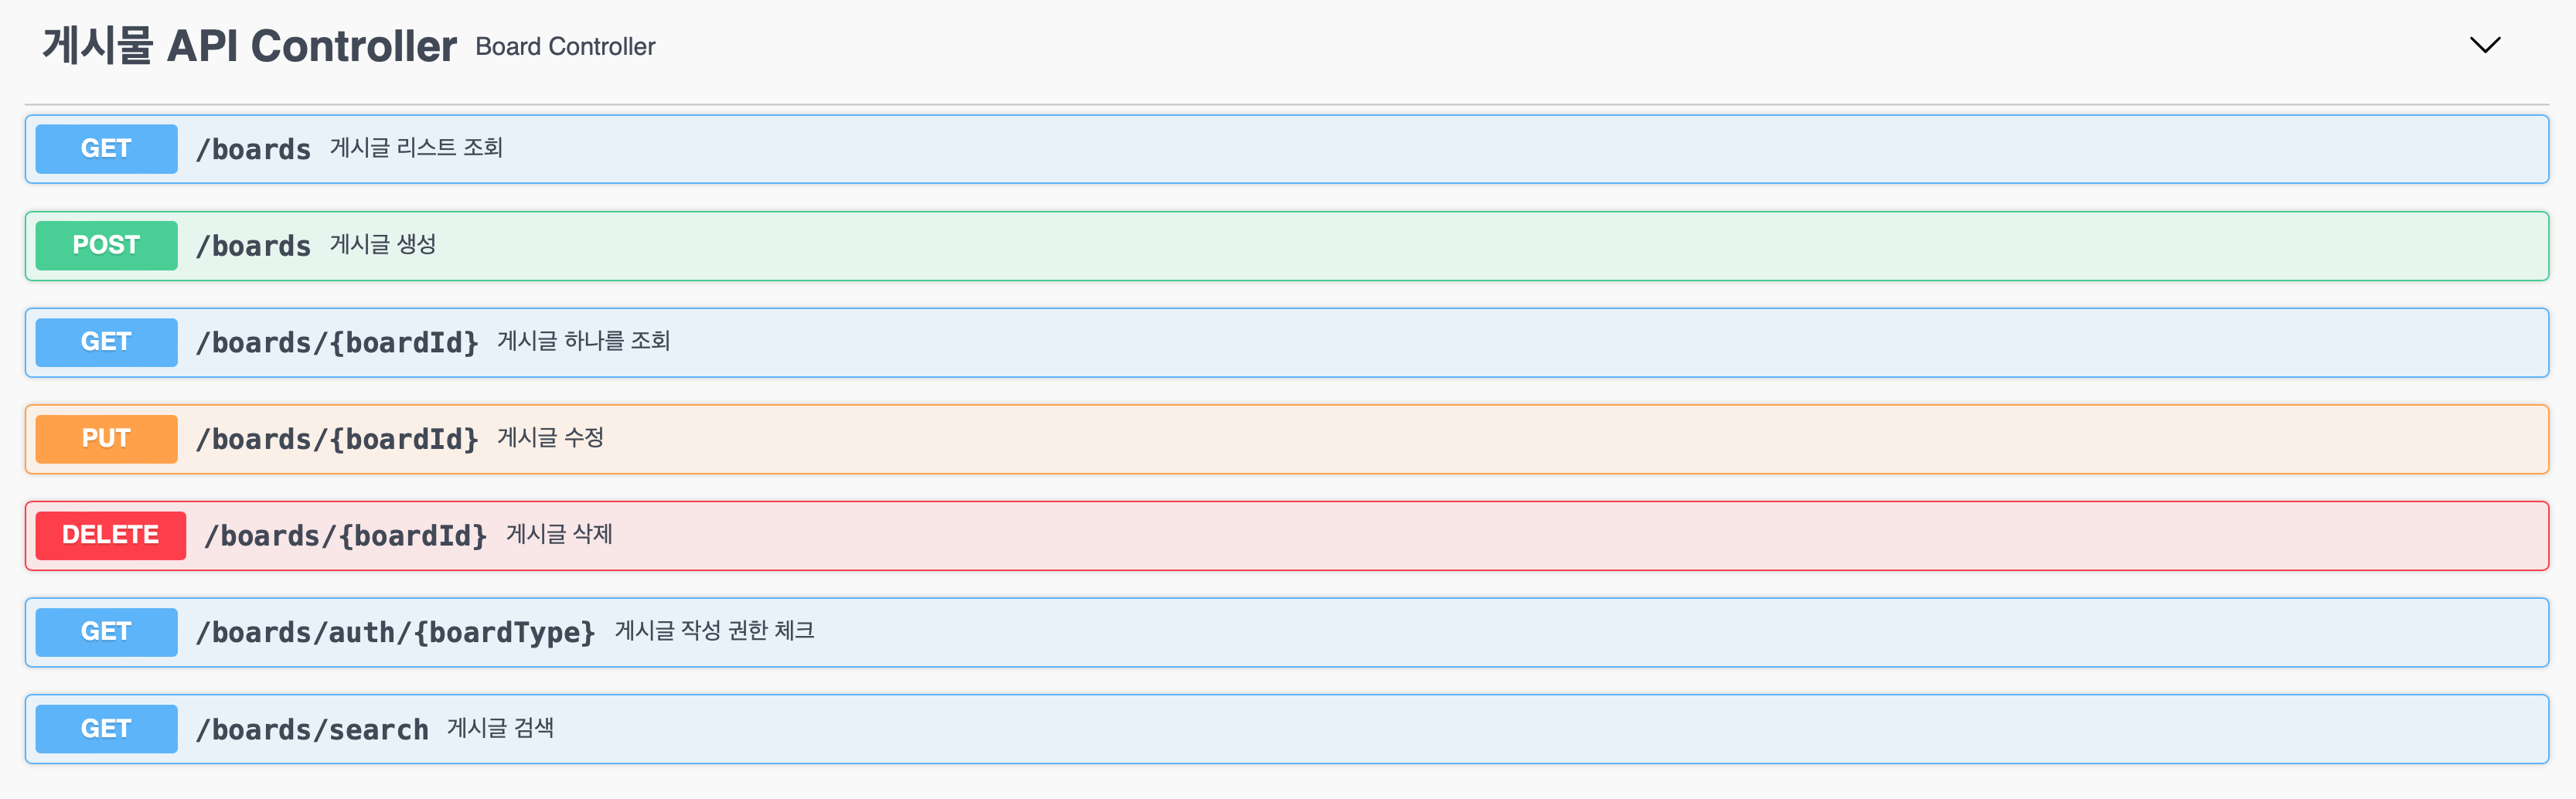 게시물 API Controller Board Controller
GET /boards 게시글 리스트 조회
POST /boards 게시글 생성
GET /boards/{boardId} 게시글 하나를 조회
PUT /boards/{boardId} 게시글 수정
DELETE /boards/{boardId} 게시글 삭제
GET /boards/auth/{boardType} 게시글 작성 권한 체크
GET /boards/search 게시글 검색